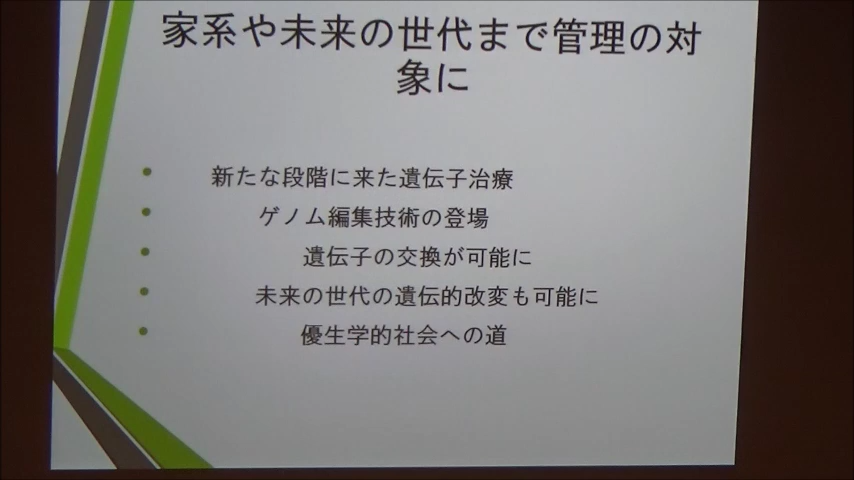 家系や未来の世代まで管理の対
象に
• 新たな段階に来た遺伝子治療
• ゲノム編集技術の登場
• 遺伝子の交換が可能に
• 未来の世代の遺伝的改変も可能に
• 優生学的社会への道